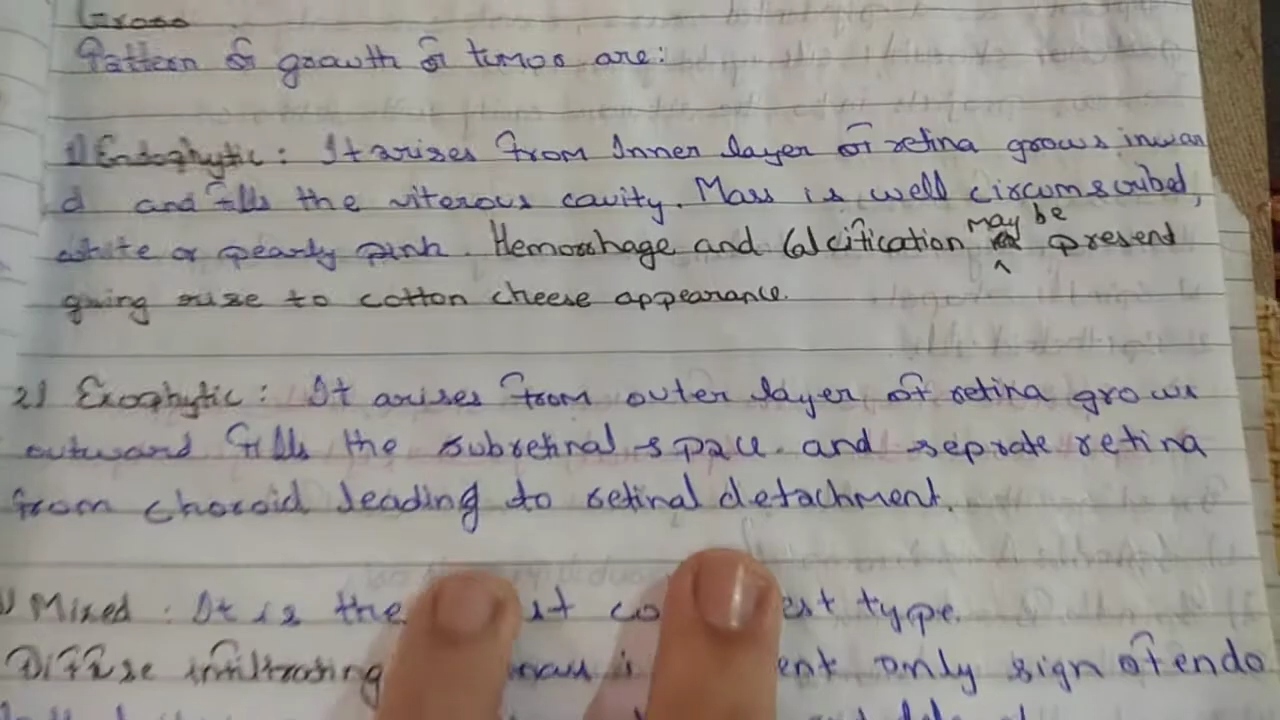 Gross
Pattern of growth of tumor are:
1) Endophytic: It arises from Inner layer of retina grows inwar
d and fills the viterous cavity. Mass is well circumscribed,
white or pearly pink. Hemorrhage and Calcification may be present
giving rise to cotton cheese appearance.
2) Exophytic: It arises from outer layer of retina grows
outward fills the subretinal space and seprate retina
from choroid leading to retinal detachment.
Mixed: It is the type.
Diffuse infiltrating only sign of endo